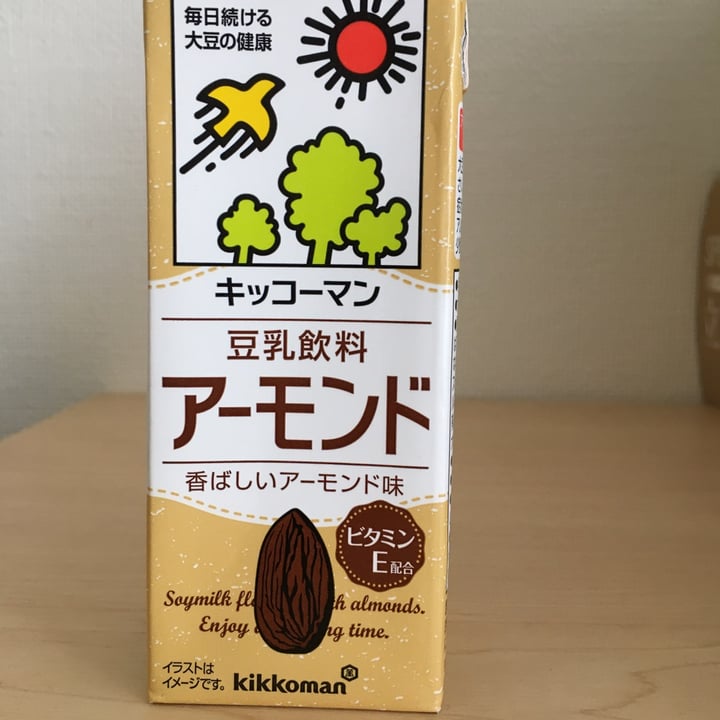 毎日続ける
大豆の健康
キッコーマン
豆乳飲料
アーモンド
香ばしいアーモンド味
ビタミン
E配合
Soymilk almonds.
Enjoy time.
イラストは
イメージです。 kikkoman